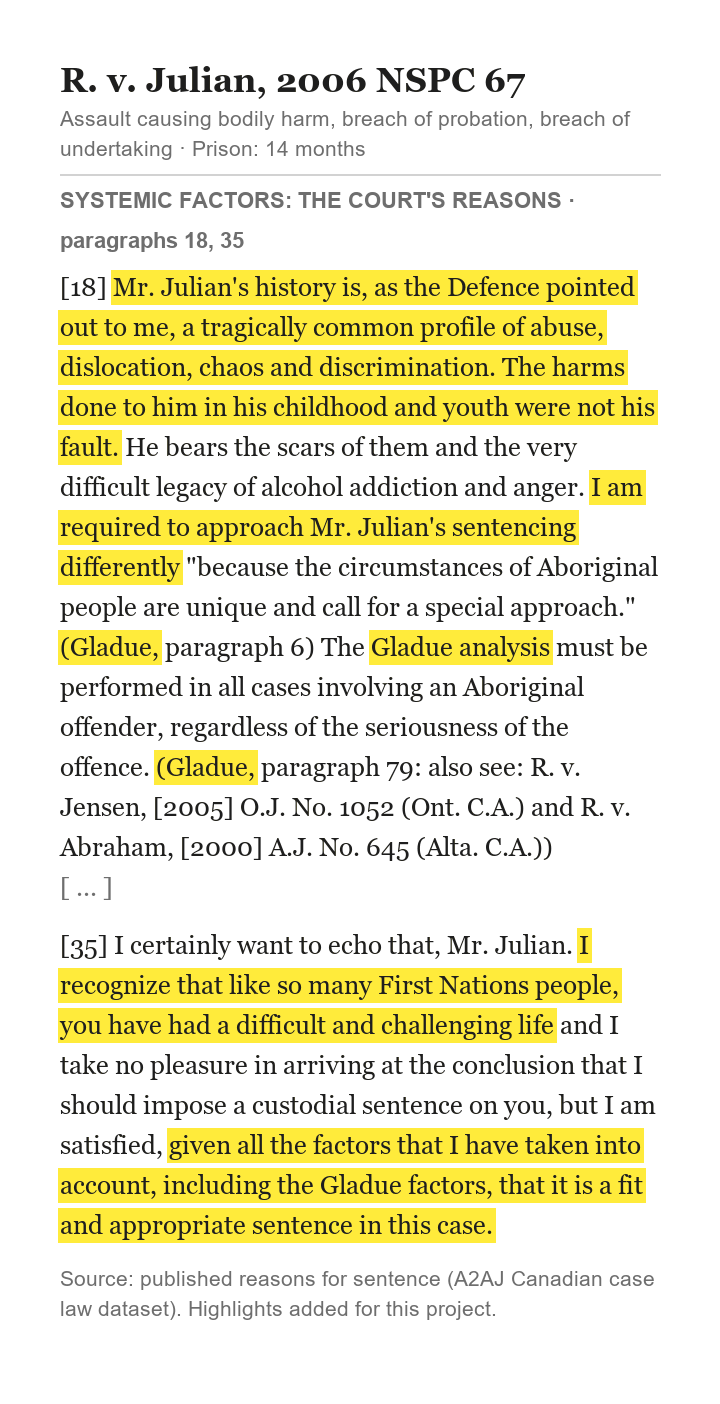 R. v. Julian, 2006 NSPC 67
Assault causing bodily harm, breach of probation, breach of
undertaking · Prison: 14 months
SYSTEMIC FACTORS: THE COURT'S REASONS ·
paragraphs 18, 35
[18] Mr. Julian's history is, as the Defence pointed
out to me, a tragically common profile of abuse,
dislocation, chaos and discrimination. The harms
done to him in his childhood and youth were not his
fault. He bears the scars of them and the very
difficult legacy of alcohol addiction and anger. I am
required to approach Mr. Julian's sentencing
differently "because the circumstances of Aboriginal
people are unique and call for a special approach."
(Gladue, paragraph 6) The Gladue analysis must be
performed in all cases involving an Aboriginal
offender, regardless of the seriousness of the
offence. (Gladue, paragraph 79: also see: R. v.
Jensen, [2005] O.J. No. 1052 (Ont. C.A.) and R. v.
Abraham, [2000] A.J. No. 645 (Alta. C.A.))
[ ... ]
[35] I certainly want to echo that, Mr. Julian. I
recognize that like so many First Nations people,
you have had a difficult and challenging life and I
take no pleasure in arriving at the conclusion that I
should impose a custodial sentence on you, but I am
satisfied, given all the factors that I have taken into
account, including the Gladue factors, that it is a fit
and appropriate sentence in this case.
Source: published reasons for sentence (A2AJ Canadian case
law dataset). Highlights added for this project.